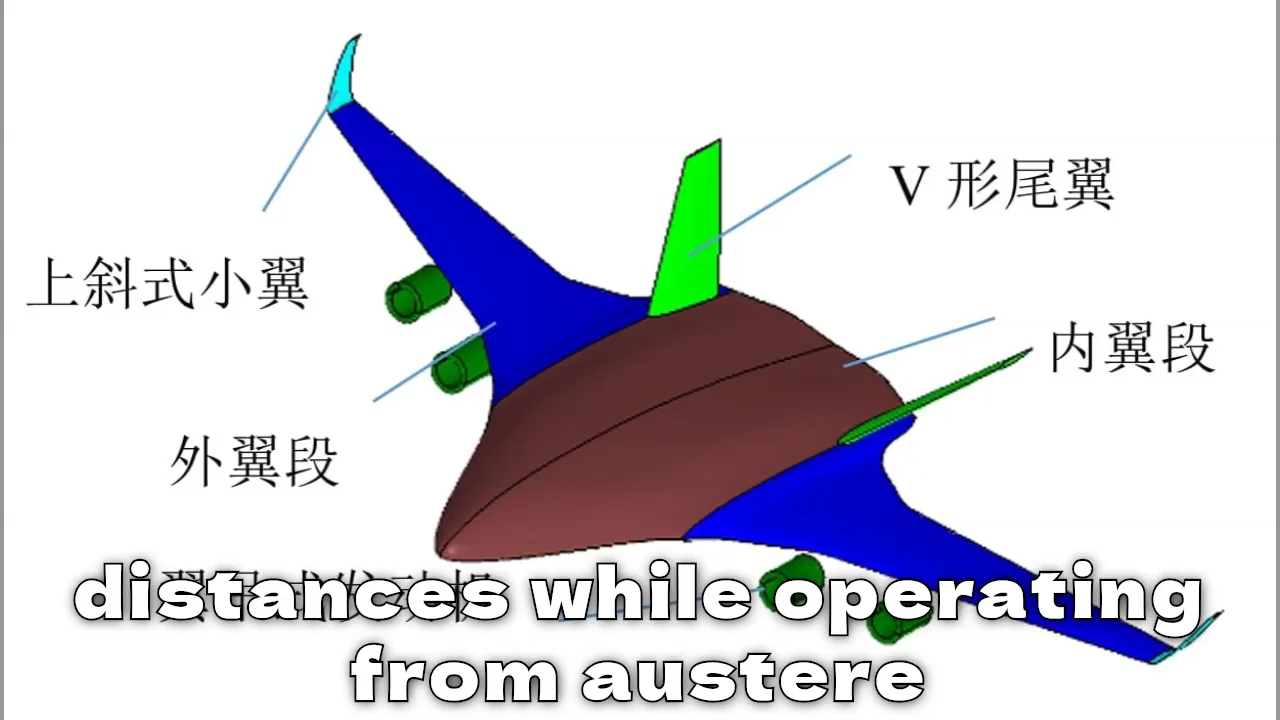 V 形尾翼
上斜式小翼
内翼段
外翼段
distances while operating
from austere